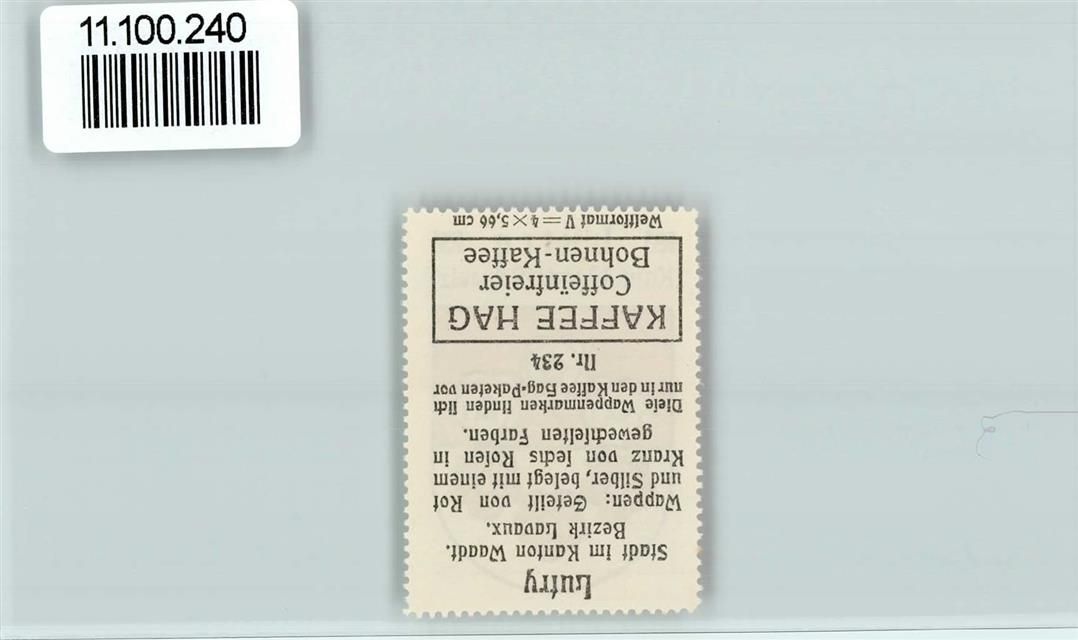 11.100.240
Lutry
Stadt im Kanton Waadt.
Bezirk Lavaux.
Wappen: Geteilt von Rot
und Silber, belegt mit einem
Kranz von sechs Rosen in
gewechselten Farben.
Diese Wappenmarken finden sich
nur in den Kaffee Hag-Paketen vor
Nr. 234
KAFFEE HAG
Coffeïnfreier
Bohnen-Kaffee
Weltformat V = 4 × 5,66 cm